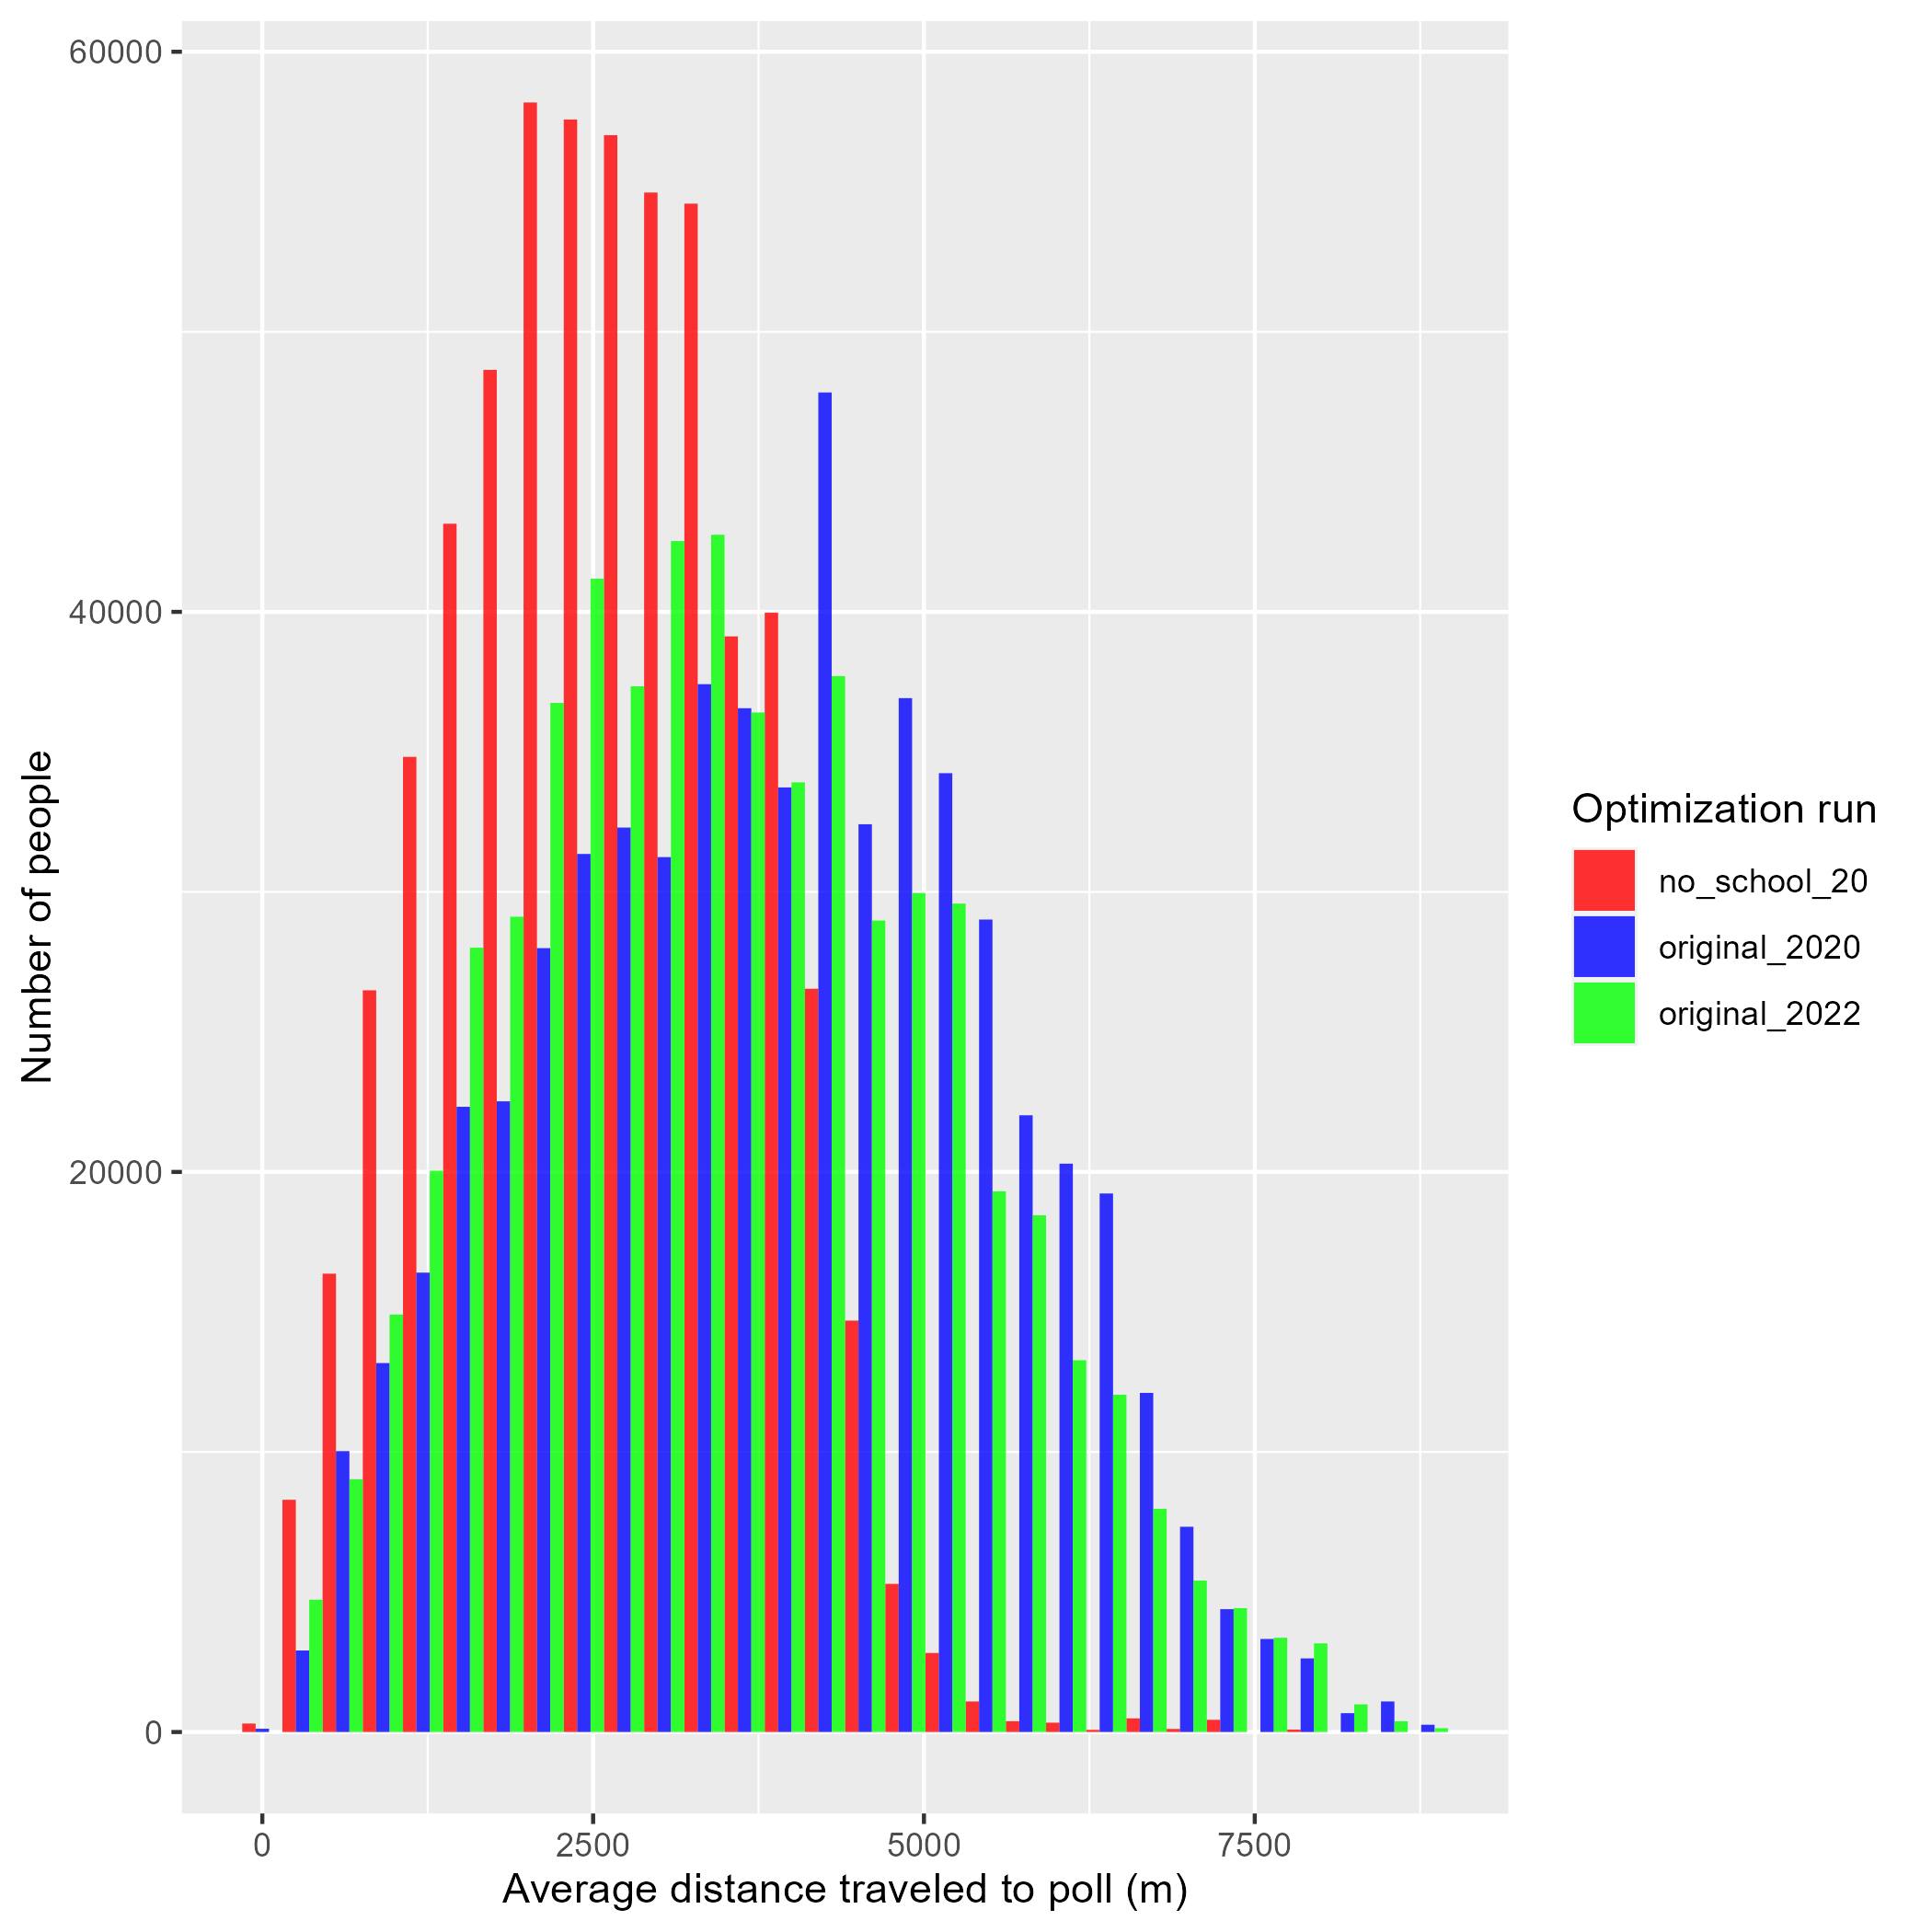 60000
40000
20000
0
Number of people
0 2500 5000 7500
Average distance traveled to poll (m)
Optimization run
no_school_20
original_2020
original_2022